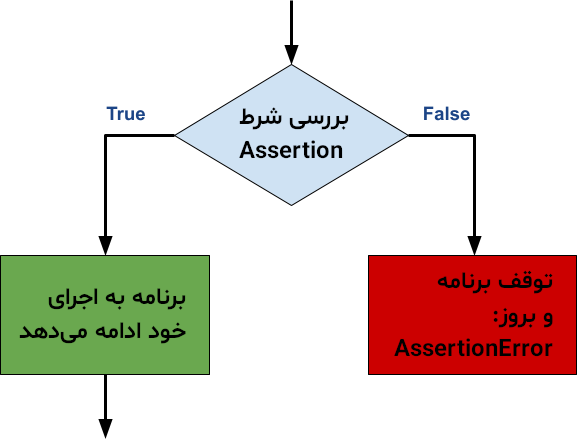 بررسی شرط
Assertion
True
False
برنامه به اجرای
خود ادامه می‌دهد
توقف برنامه
و بروز:
AssertionError